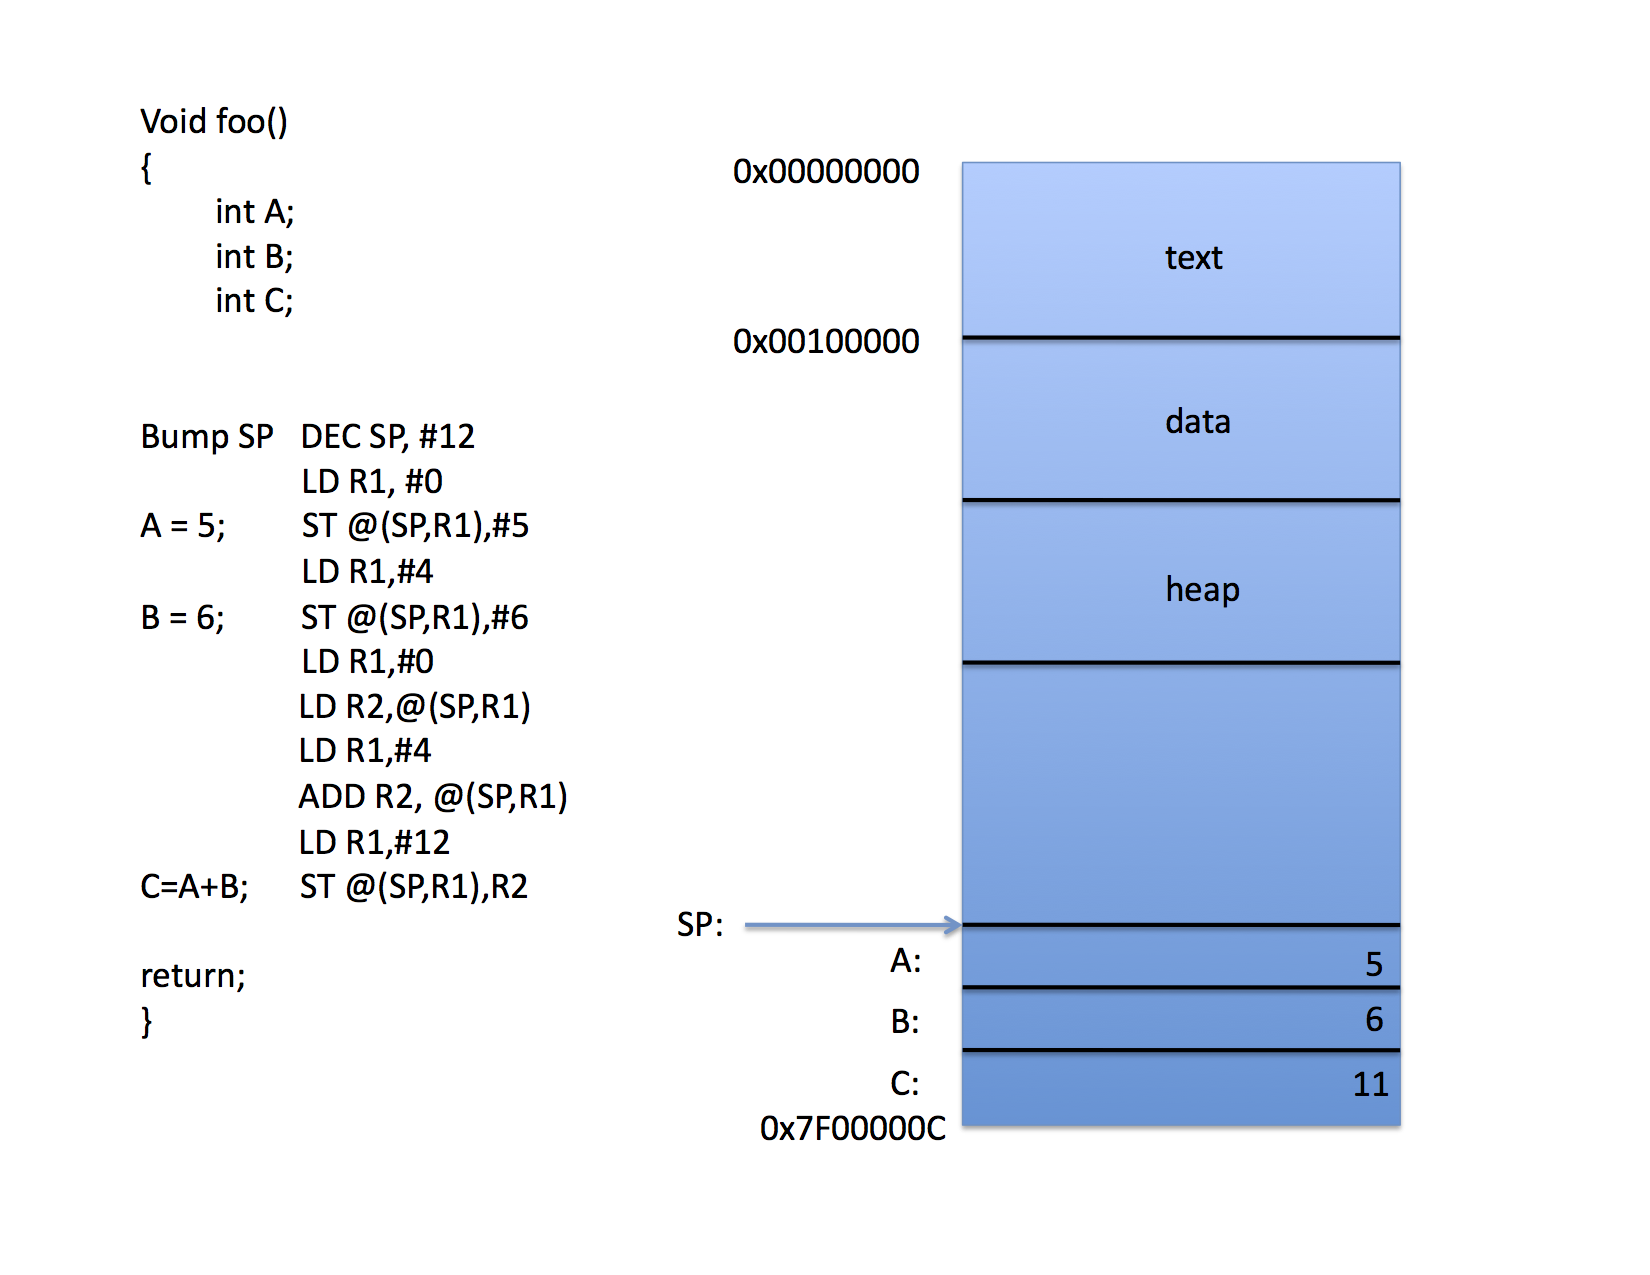 Void foo()
{
int A;
int B;
int C;
Bump SP DEC SP, #12
LD R1, #0
A = 5; ST @(SP,R1),#5
LD R1,#4
B = 6; ST @(SP,R1),#6
LD R1,#0
LD R2,@(SP,R1)
LD R1,#4
ADD R2, @(SP,R1)
LD R1,#12
C=A+B; ST @(SP,R1),R2
return;
}
0x00000000
text
0x00100000
data
heap
SP:
A: 5
B: 6
C: 11
0x7F00000C